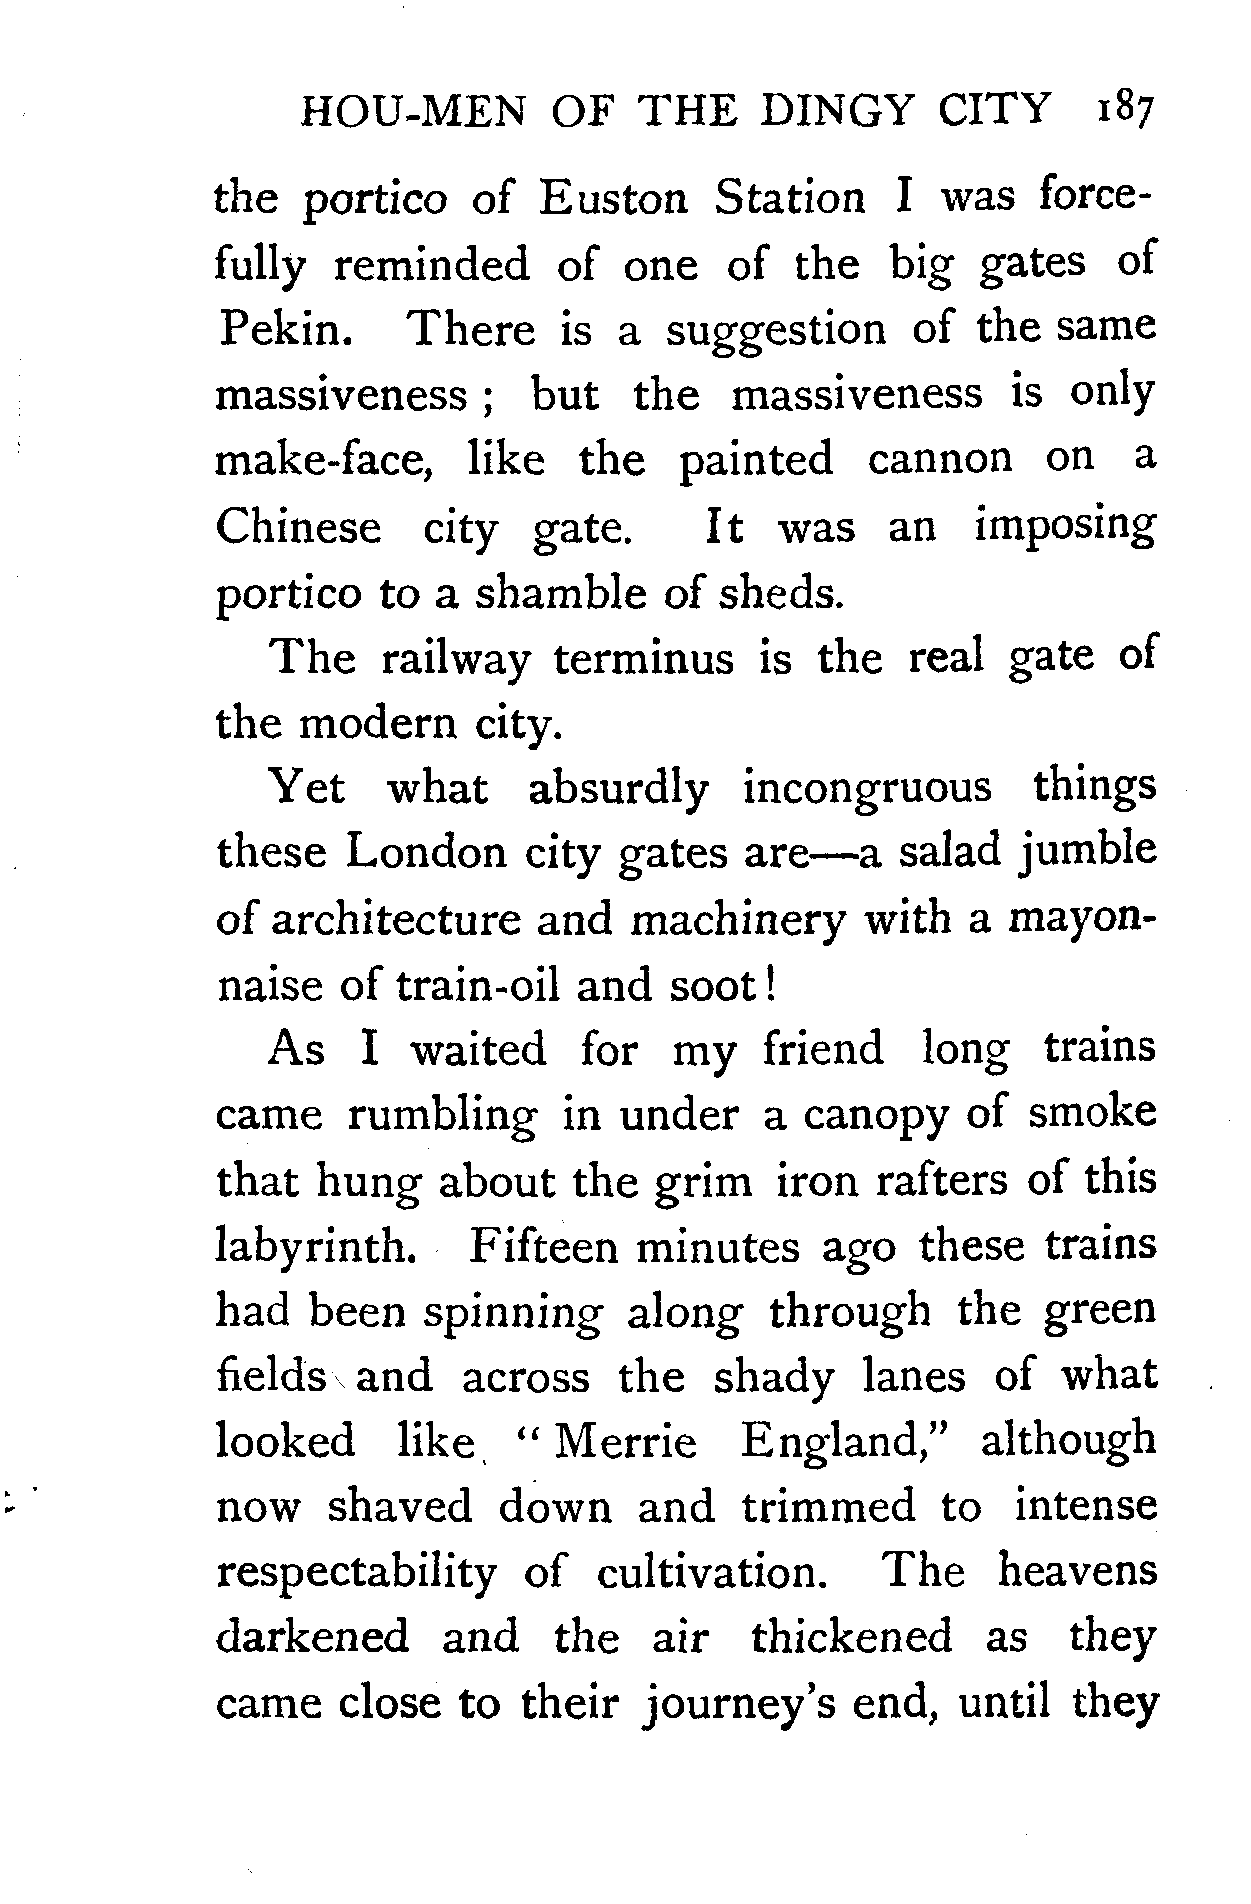 HOU-MEN OF THE DINGY CITY 187
the portico of Euston Station I was force-
fully reminded of one of the big gates of
Pekin. There is a suggestion of the same
massiveness ; but the massiveness is only
make-face, like the painted cannon on a
Chinese city gate. It was an imposing
portico to a shamble of sheds.
The railway terminus is the real gate of
the modern city.
Yet what absurdly incongruous things
these London city gates are—a salad jumble
of architecture and machinery with a mayon-
naise of train-oil and soot !
As I waited for my friend long trains
came rumbling in under a canopy of smoke
that hung about the grim iron rafters of this
labyrinth. Fifteen minutes ago these trains
had been spinning along through the green
fields and across the shady lanes of what
looked like “ Merrie England,” although
now shaved down and trimmed to intense
respectability of cultivation. The heavens
darkened and the air thickened as they
came close to their journey's end, until they